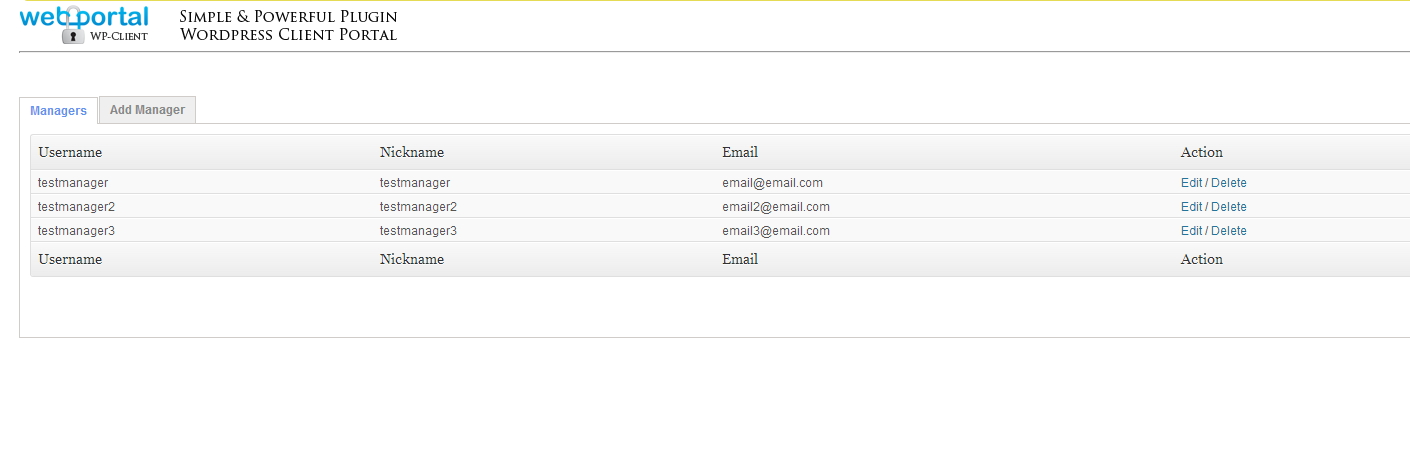 web portal
WP-Client
Simple & Powerful Plugin
Wordpress Client Portal
Managers Add Manager
Username Nickname Email Action
testmanager testmanager email@email.com Edit / Delete
testmanager2 testmanager2 email2@email.com Edit / Delete
testmanager3 testmanager3 email3@email.com Edit / Delete
Username Nickname Email Action